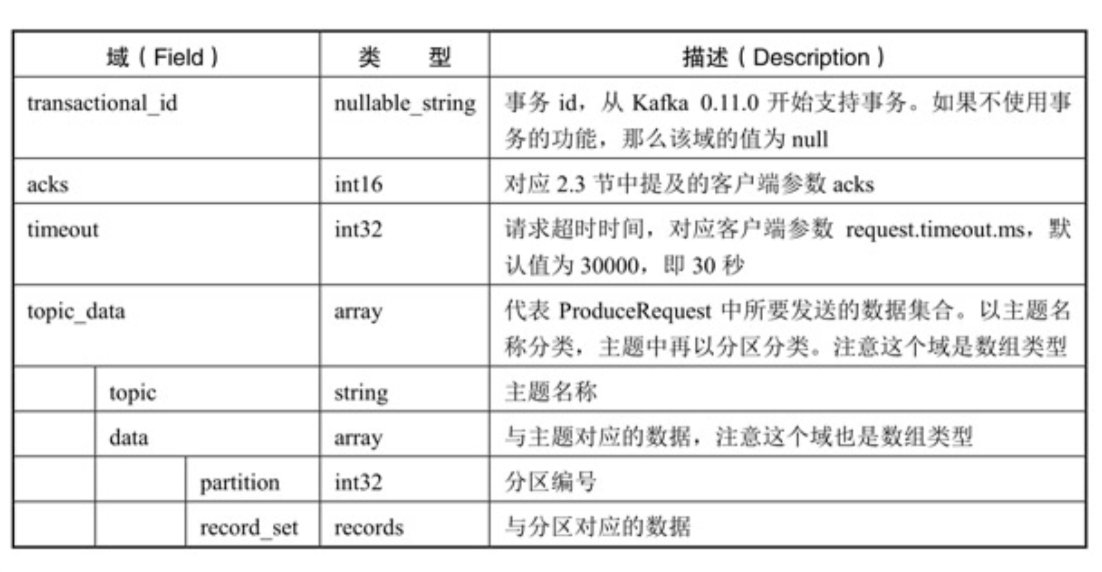 域（Field） 类 型 描述（Description）
transactional_id nullable_string 事务 id，从 Kafka 0.11.0 开始支持事务。如果不使用事
务的功能，那么该域的值为 null
acks int16 对应 2.3 节中提及的客户端参数 acks
timeout int32 请求超时时间，对应客户端参数 request.timeout.ms，默
认值为 30000，即 30 秒
topic_data array 代表 ProduceRequest 中所要发送的数据集合。以主题名
称分类，主题中再以分区分类。注意这个域是数组类型
topic string 主题名称
data array 与主题对应的数据，注意这个域也是数组类型
partition int32 分区编号
record_set records 与分区对应的数据